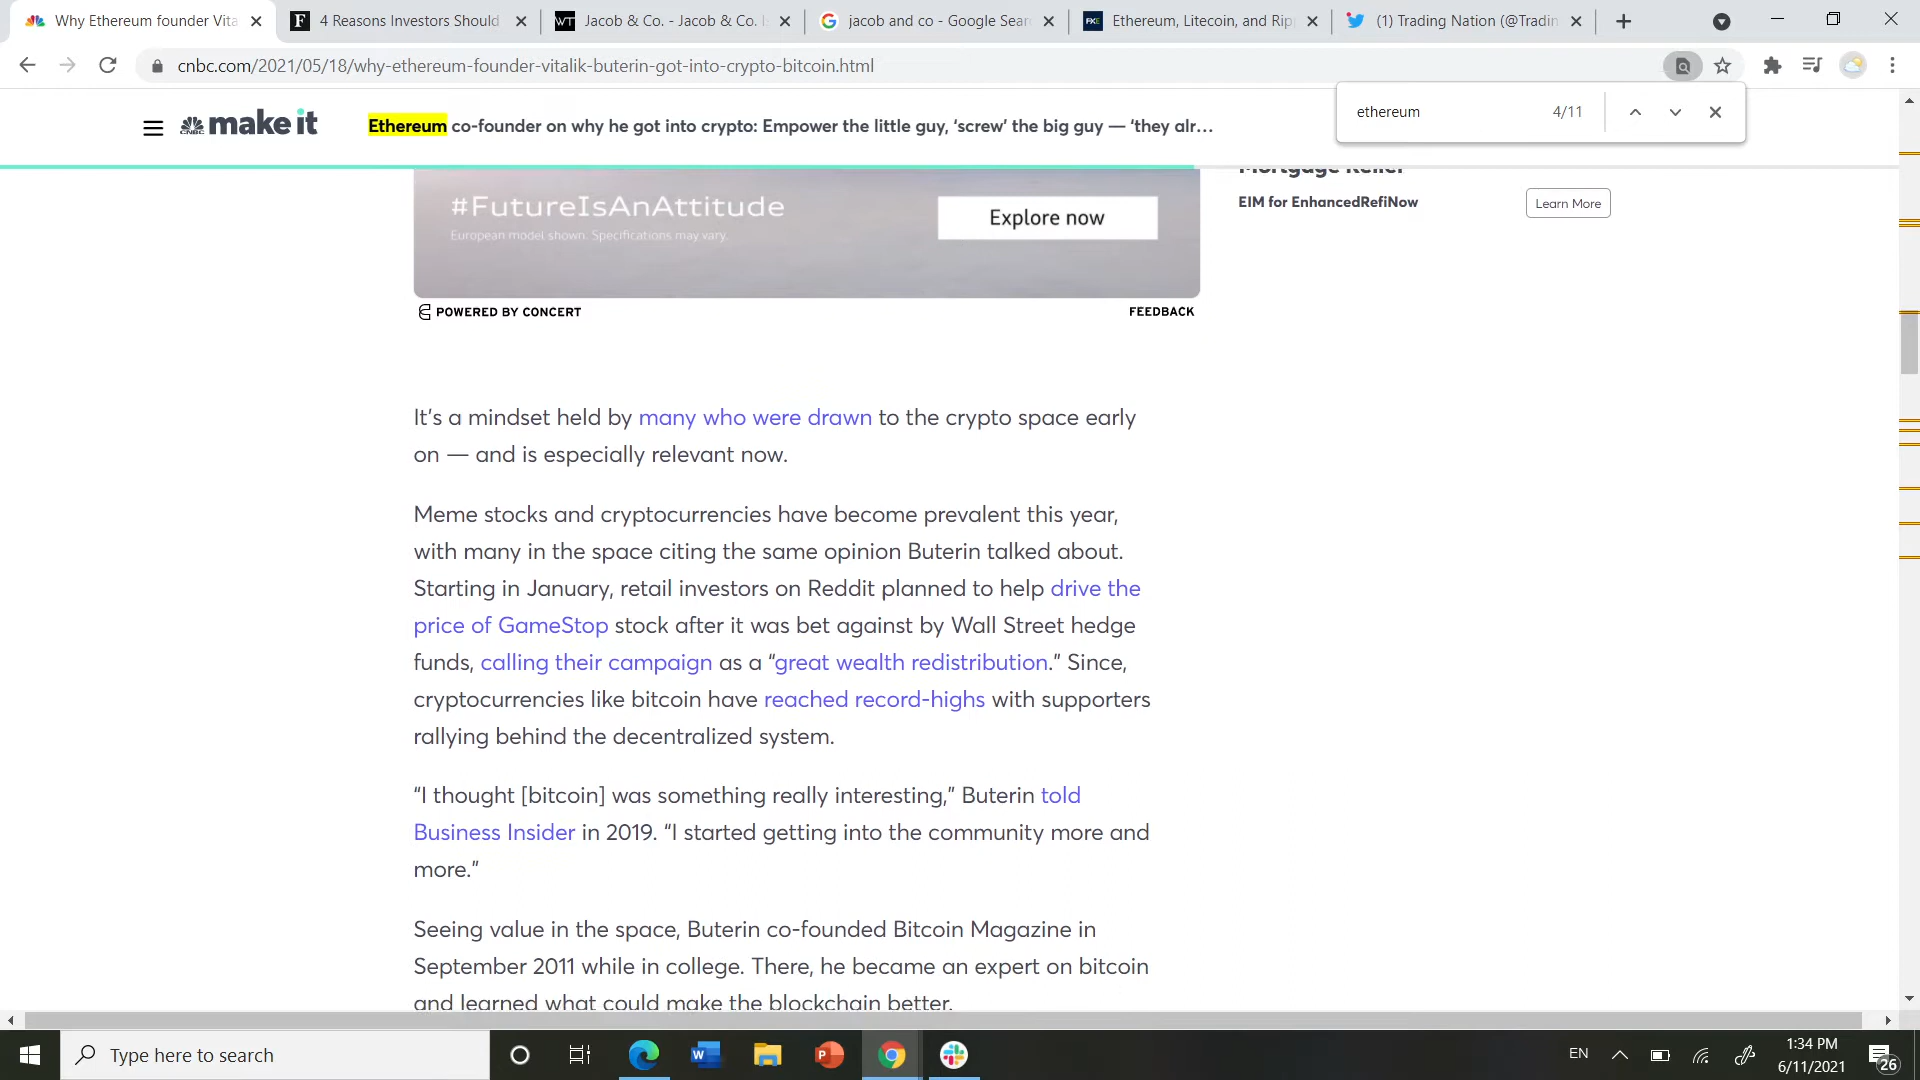 Why Ethereum founder Vita
4 Reasons Investors Should
WT
Jacob & Co. - Jacob & Co.
jacob and co - Google Sear
Ethereum, Litecoin, and Rip
(1) Trading Nation (@Tradin
cnbc.com/2021/05/18/why-ethereum-founder-vitalik-buterin-got-into-crypto-bitcoin.html
ethereum 4/11
CNBC make it
Ethereum co-founder on why he got into crypto: Empower the little guy, ‘screw’ the big guy — ‘they alr…
Mortgage Relief
EIM for EnhancedRefiNow
Learn More
#FutureIsAnAttitude
European model shown. Specifications may vary.
Explore now
POWERED BY CONCERT
FEEDBACK
It’s a mindset held by many who were drawn to the crypto space early
on — and is especially relevant now.
Meme stocks and cryptocurrencies have become prevalent this year,
with many in the space citing the same opinion Buterin talked about.
Starting in January, retail investors on Reddit planned to help drive the
price of GameStop stock after it was bet against by Wall Street hedge
funds, calling their campaign as a “great wealth redistribution.” Since,
cryptocurrencies like bitcoin have reached record-highs with supporters
rallying behind the decentralized system.
“I thought [bitcoin] was something really interesting,” Buterin told
Business Insider in 2019. “I started getting into the community more and
more.”
Seeing value in the space, Buterin co-founded Bitcoin Magazine in
September 2011 while in college. There, he became an expert on bitcoin
and learned what could make the blockchain better.
Type here to search
EN
1:34 PM
6/11/2021
26